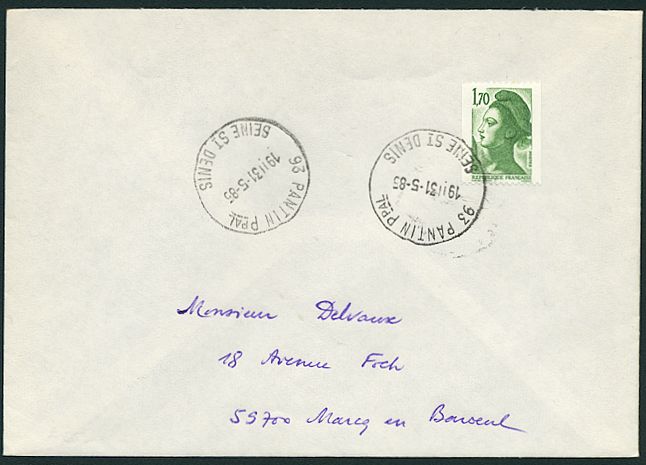 1,70
REPUBLIQUE FRANÇAISE
93 PANTIN PPAL
19H31-5-85
SEINE ST DENIS
93 PANTIN PPAL
19H31-5-85
SEINE ST DENIS
Monsieur Delvaux
18 Avenue Foch
59700 Marcq en Baroeul